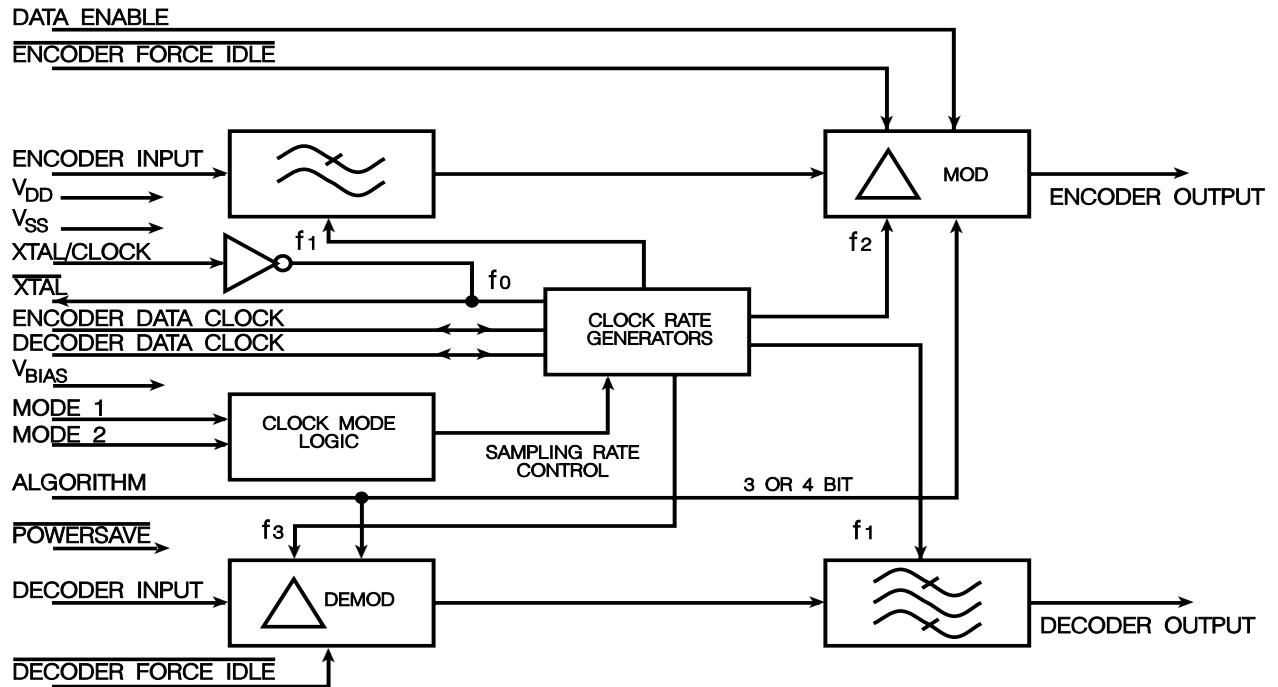 DATA ENABLE
ENCODER FORCE IDLE
ENCODER INPUT
MOD
VDD
ENCODER OUTPUT
VSS
f1
f2
XTAL/CLOCK
f0
XTAL
CLOCK RATE
GENERATORS
ENCODER DATA CLOCK
DECODER DATA CLOCK
VBIAS
MODE 1
MODE 2
CLOCK MODE
LOGIC
SAMPLING RATE
CONTROL
ALGORITHM
3 OR 4 BIT
POWERSAVE
f3
f1
DECODER INPUT
DEMOD
DECODER OUTPUT
DECODER FORCE IDLE